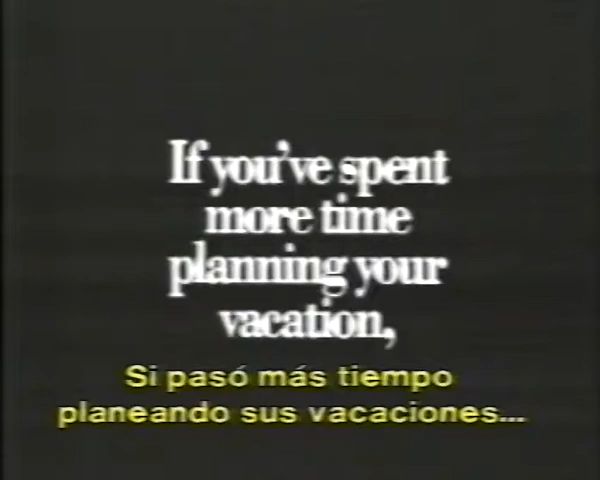 If you've spent
more time
planning your
vacation,
Si pasó más tiempo
planeando sus vacaciones...